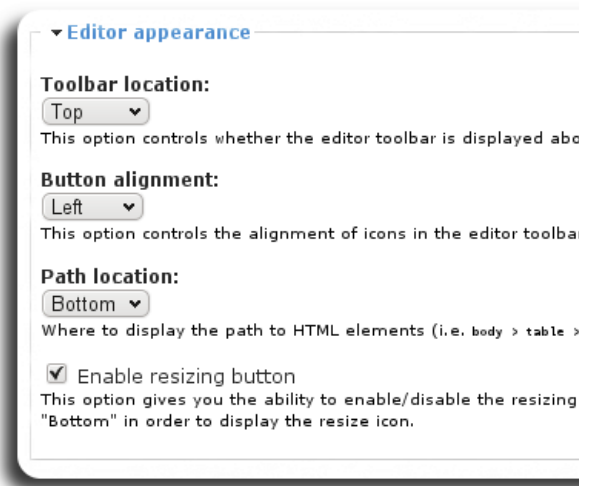 Editor appearance
Toolbar location:
Top
This option controls whether the editor toolbar is displayed abo
Button alignment:
Left
This option controls the alignment of icons in the editor toolba
Path location:
Bottom
Where to display the path to HTML elements (i.e. body > table >
Enable resizing button
This option gives you the ability to enable/disable the resizing
"Bottom" in order to display the resize icon.